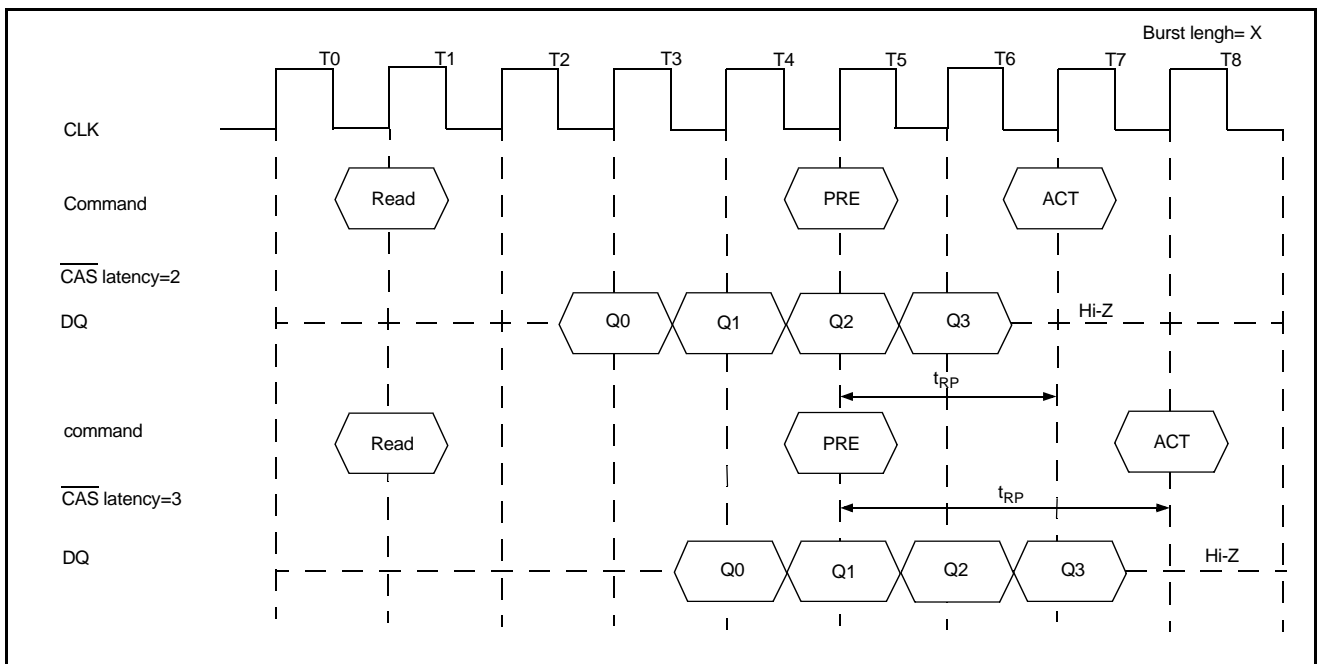 Burst lengh= X
T0 T1 T2 T3 T4 T5 T6 T7 T8
CLK
Command Read PRE ACT
CAS latency=2
DQ Q0 Q1 Q2 Q3 Hi-Z
tRP
command Read PRE ACT
CAS latency=3
tRP
DQ Q0 Q1 Q2 Q3 Hi-Z